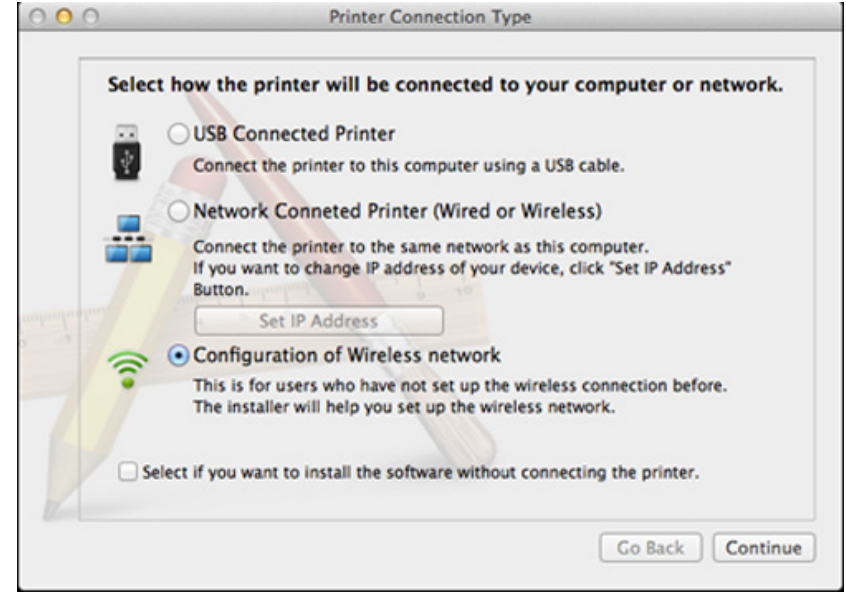 Printer Connection Type
Select how the printer will be connected to your computer or network.
USB Connected Printer
Connect the printer to this computer using a USB cable.
Network Conneted Printer (Wired or Wireless)
Connect the printer to the same network as this computer.
If you want to change IP address of your device, click "Set IP Address"
Button.
Set IP Address
Configuration of Wireless network
This is for users who have not set up the wireless connection before.
The installer will help you set up the wireless network.
Select if you want to install the software without connecting the printer.
Go Back
Continue